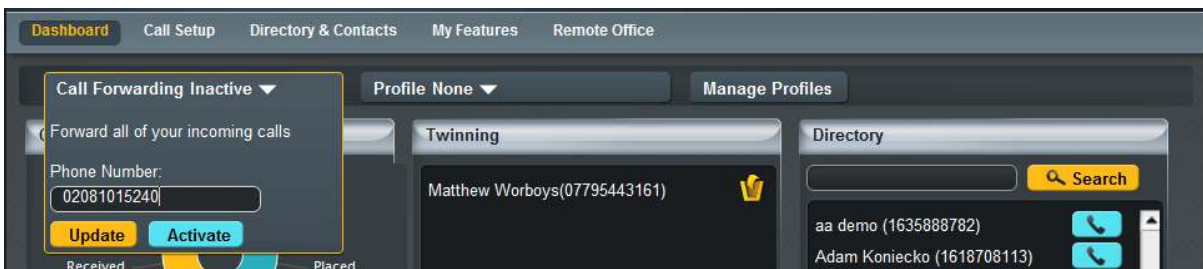 Dashboard Call Setup Directory & Contacts My Features Remote Office
Call Forwarding Inactive Profile None Manage Profiles
Forward all of your incoming calls
Phone Number:
02081015240
Update Activate
Received Placed
Twinning
Matthew Worboys(07795443161)
Directory
Search
aa demo (1635888782)
Adam Koniecko (1618708113)